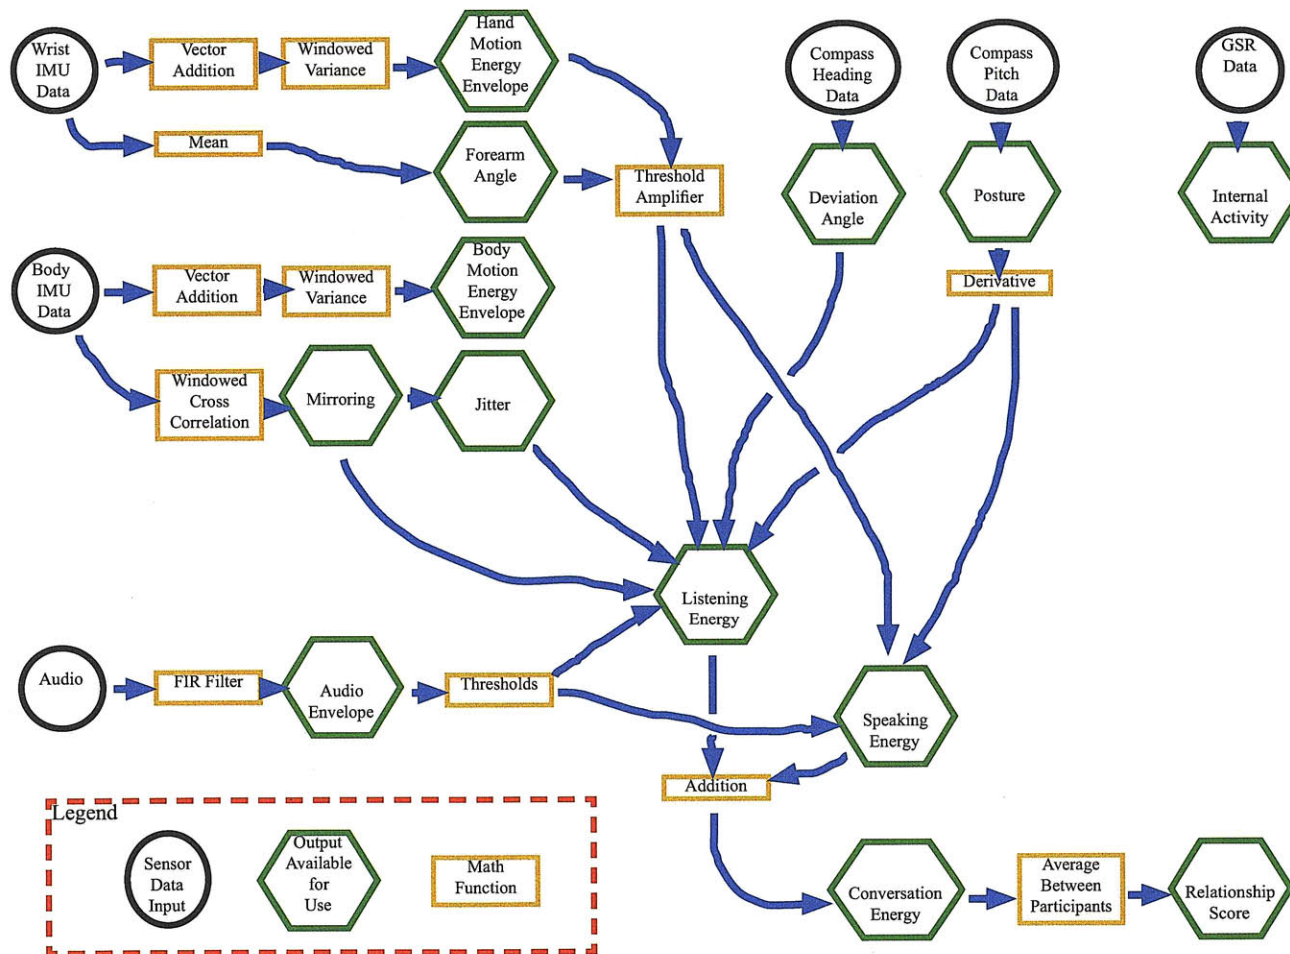 Wrist
IMU
Data
Vector
Addition
Windowed
Variance
Hand
Motion
Energy
Envelope
Compass
Heading
Data
Compass
Pitch
Data
GSR
Data
Mean
Forearm
Angle
Threshold
Amplifier
Deviation
Angle
Posture
Internal
Activity
Body
IMU
Data
Vector
Addition
Windowed
Variance
Body
Motion
Energy
Envelope
Derivative
Windowed
Cross
Correlation
Mirroring
Jitter
Listening
Energy
Audio
FIR Filter
Audio
Envelope
Thresholds
Speaking
Energy
Addition
Legend
Sensor
Data
Input
Output
Available
for
Use
Math
Function
Conversation
Energy
Average
Between
Participants
Relationship
Score